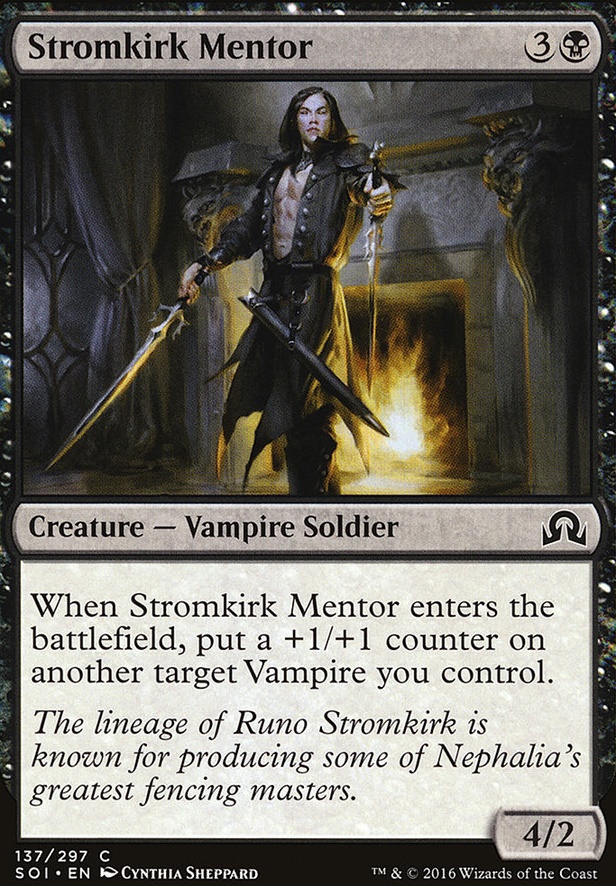 Stromkirk Mentor 3
Creature — Vampire Soldier
When Stromkirk Mentor enters the
battlefield, put a +1/+1 counter on
another target Vampire you control.
The lineage of Runo Stromkirk is
known for producing some of Nephalia's
greatest fencing masters.
4/2
137/297 C
SOI • EN Cynthia Sheppard
™ & © 2016 Wizards of the Coast